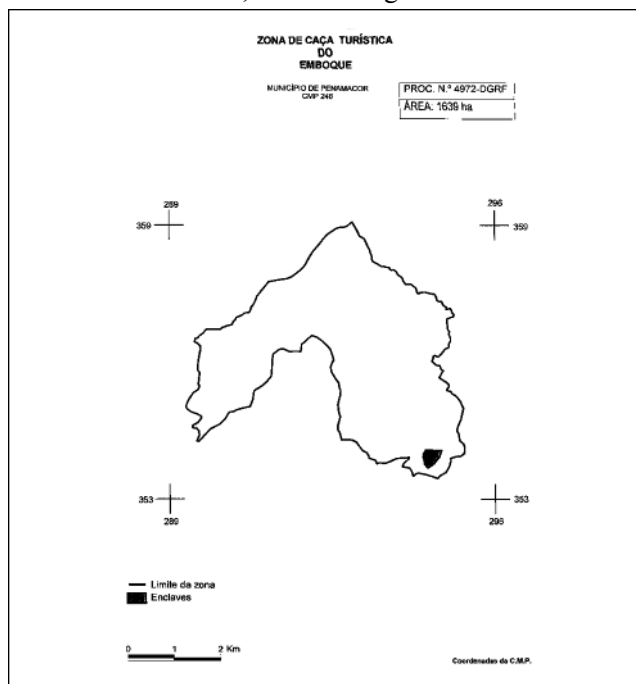 ZONA DE CAÇA TURÍSTICA
DO
EMBOQUE
MUNICÍPIO DE PENAMACOR
CMP 248
PROC. N.º 4972-DGRF
ÁREA: 1639 ha
289
296
359
359
353
353
289
296
Limite da zona
Enclaves
0 1 2 Km
Coordenadas da C.M.P.